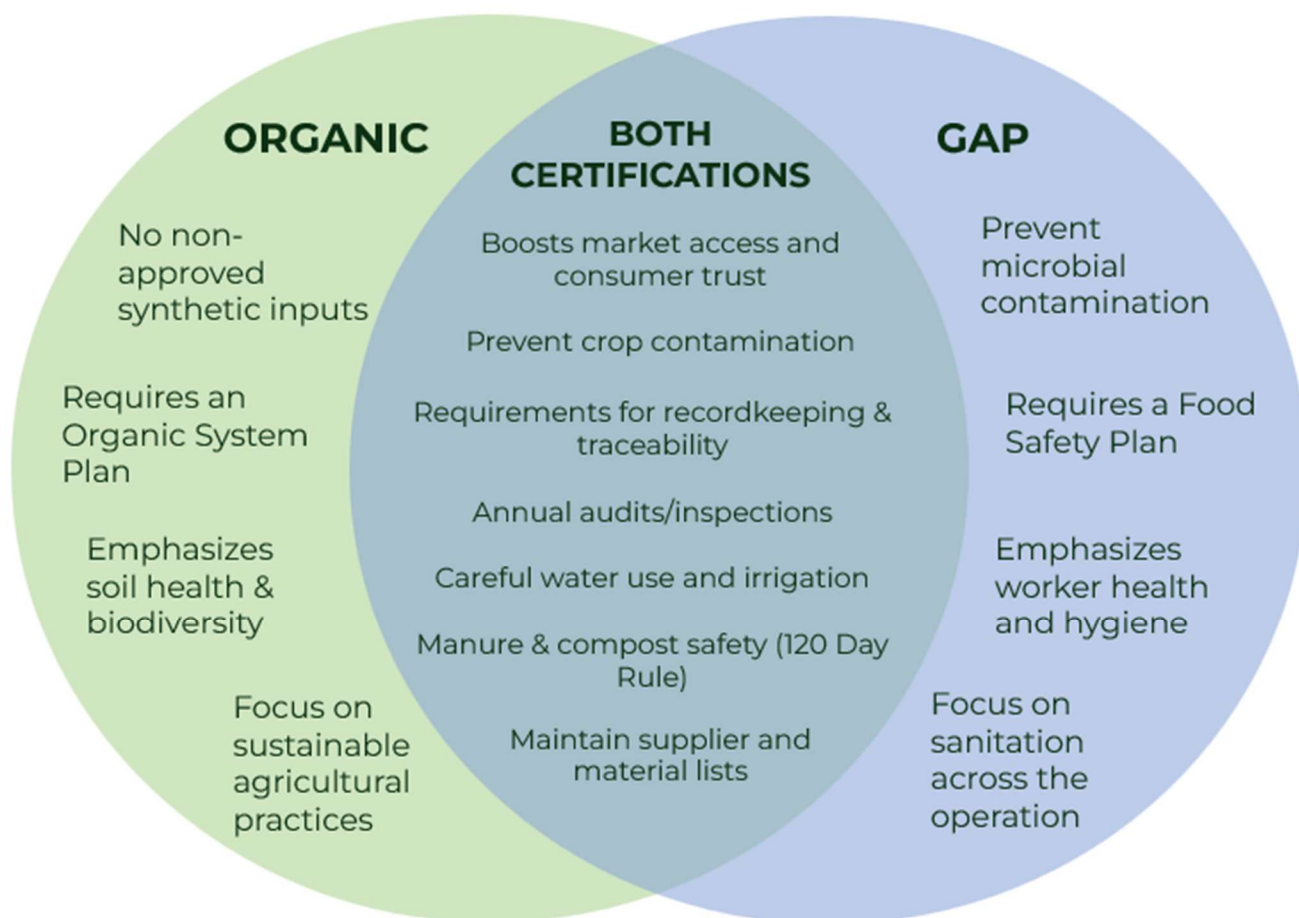 ORGANIC
No non-
approved
synthetic inputs
Requires an
Organic System
Plan
Emphasizes
soil health &
biodiversity
Focus on
sustainable
agricultural
practices
BOTH
CERTIFICATIONS
Boosts market access and
consumer trust
Prevent crop contamination
Requirements for recordkeeping &
traceability
Annual audits/inspections
Careful water use and irrigation
Manure & compost safety (120 Day
Rule)
Maintain supplier and
material lists
GAP
Prevent
microbial
contamination
Requires a Food
Safety Plan
Emphasizes
worker health
and hygiene
Focus on
sanitation
across the
operation